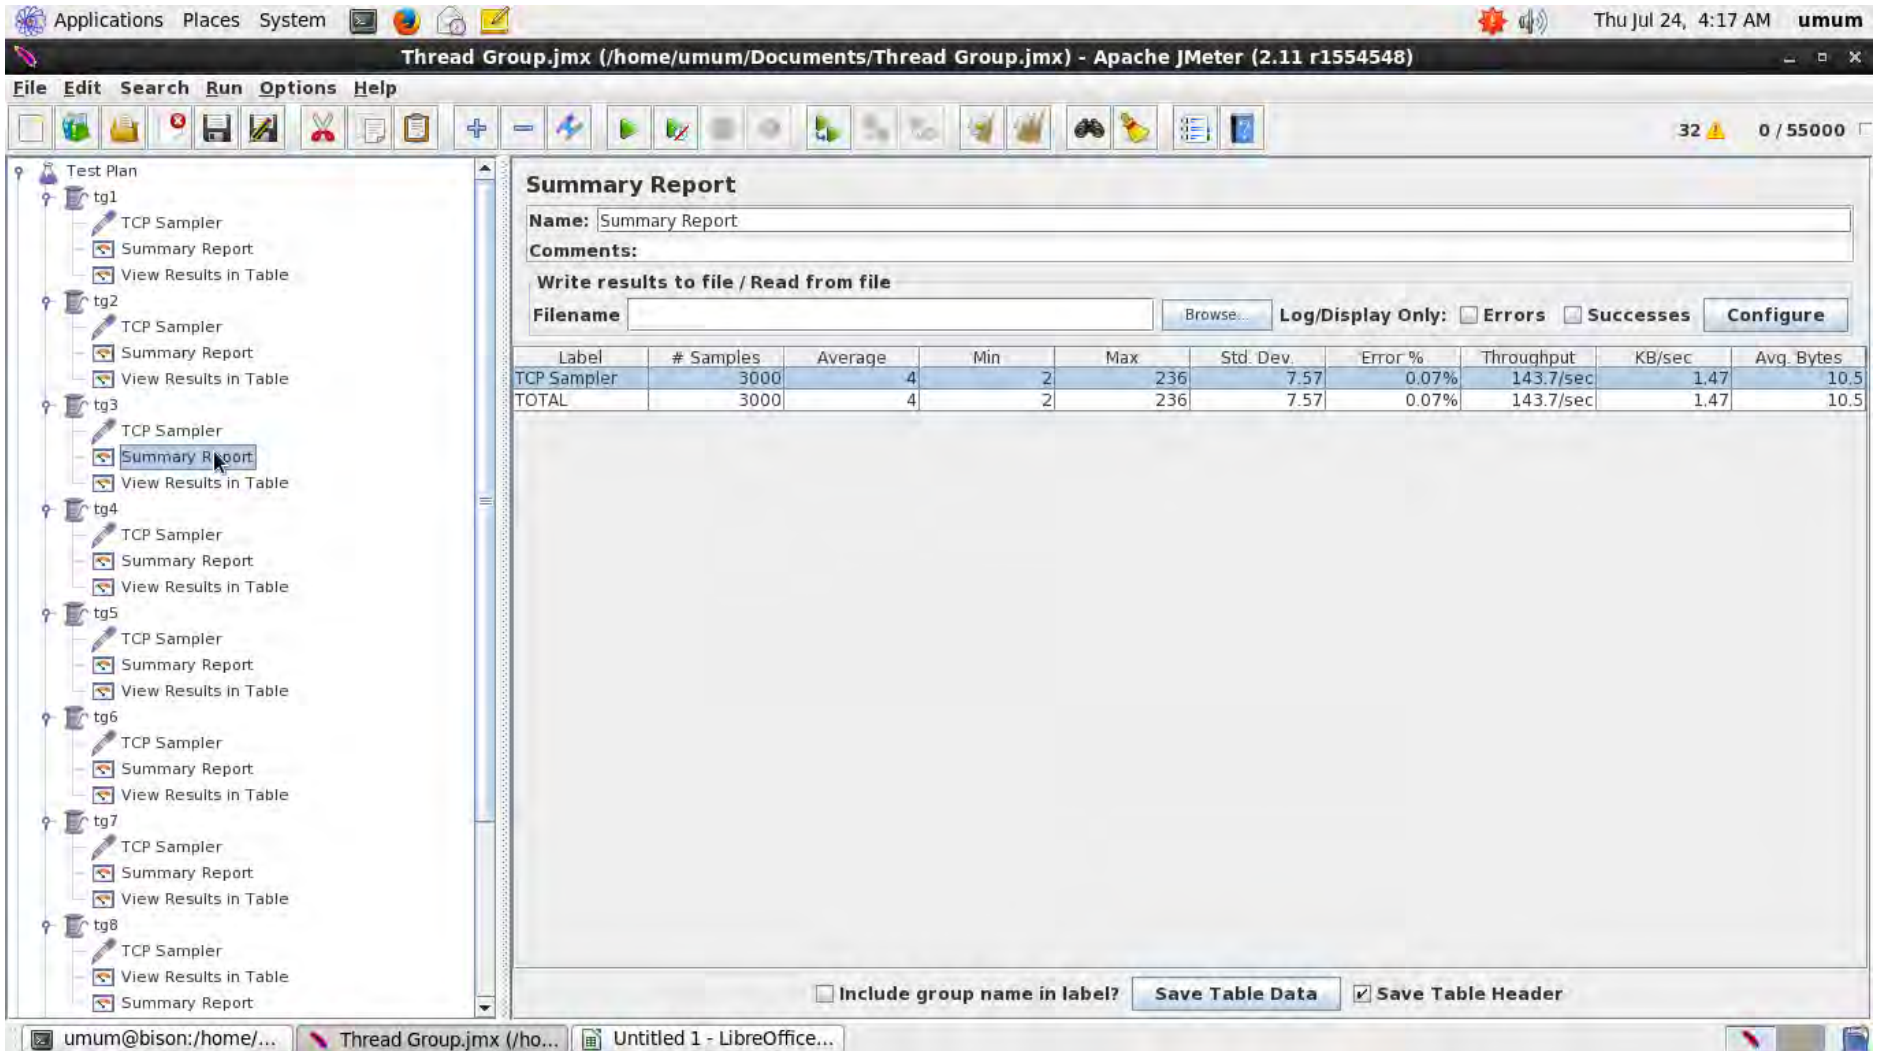 Applications Places System Thu Jul 24, 4:17 AM umum
Thread Group.jmx (/home/umum/Documents/Thread Group.jmx) - Apache JMeter (2.11 r1554548)
File Edit Search Run Options Help
32 0 / 55000
Test Plan
tg1
TCP Sampler
Summary Report
View Results in Table
tg2
TCP Sampler
Summary Report
View Results in Table
tg3
TCP Sampler
Summary Report
View Results in Table
tg4
TCP Sampler
Summary Report
View Results in Table
tg5
TCP Sampler
Summary Report
View Results in Table
tg6
TCP Sampler
Summary Report
View Results in Table
tg7
TCP Sampler
Summary Report
View Results in Table
tg8
TCP Sampler
View Results in Table
Summary Report
Summary Report
Name: Summary Report
Comments:
Write results to file / Read from file
Filename Browse... Log/Display Only: Errors Successes Configure
Label # Samples Average Min Max Std. Dev. Error % Throughput KB/sec Avg. Bytes
TCP Sampler 3000 4 2 236 7.57 0.07% 143.7/sec 1.47 10.5
TOTAL 3000 4 2 236 7.57 0.07% 143.7/sec 1.47 10.5
Include group name in label? Save Table Data Save Table Header
umum@bison:/home/... Thread Group.jmx (/ho... Untitled 1 - LibreOffice...